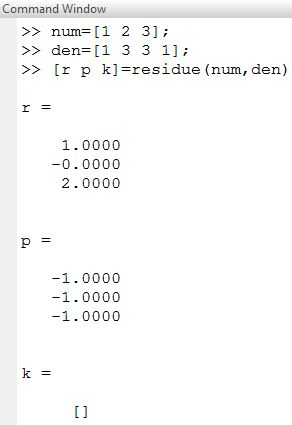 Command Window
>> num=[1 2 3];
>> den=[1 3 3 1];
>> [r p k]=residue(num,den)
r =
1.0000
-0.0000
2.0000
p =
-1.0000
-1.0000
-1.0000
k =
[]